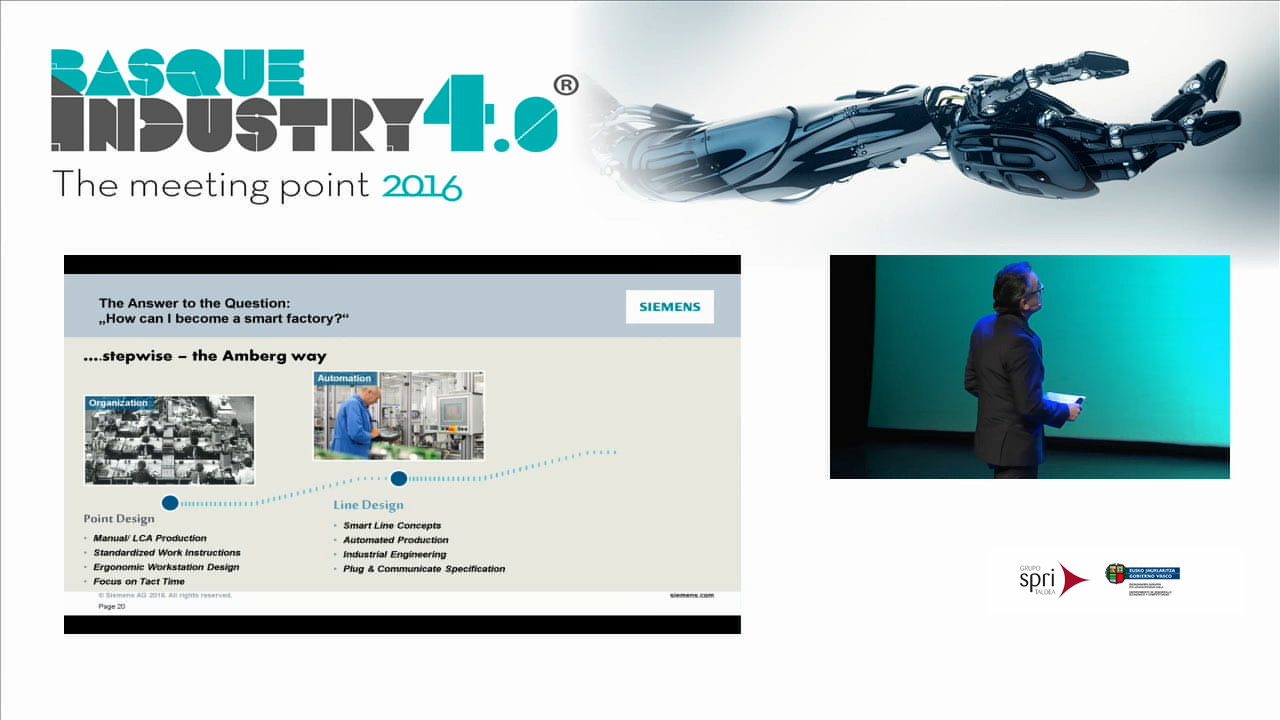 BASQUE
INDUSTRY 4.0®
The meeting point 2016
The Answer to the Question:
„How can I become a smart factory?“
SIEMENS
....stepwise – the Amberg way
Organization
Automation
Point Design
• Manual/ LCA Production
• Standardized Work Instructions
• Ergonomic Workstation Design
• Focus on Tact Time
Line Design
• Smart Line Concepts
• Automated Production
• Industrial Engineering
• Plug & Communicate Specification
© Siemens AG 2016. All rights reserved.
Page 20
siemens.com
GRUPO
spri
TALDEA
EUSKO JAURLARITZA
GOBIERNO VASCO